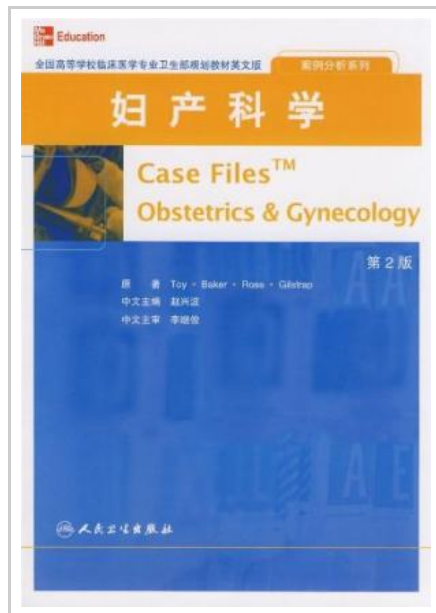 Education
全国高等学校临床医学专业卫生部规划教材英文版
案例分析系列
妇产科学
Case Files™
Obstetrics & Gynecology
第2版
原 著 Toy · Baker · Ross · Gilstrap
中文主编 赵兴波
中文主审 李继俊
人民卫生出版社